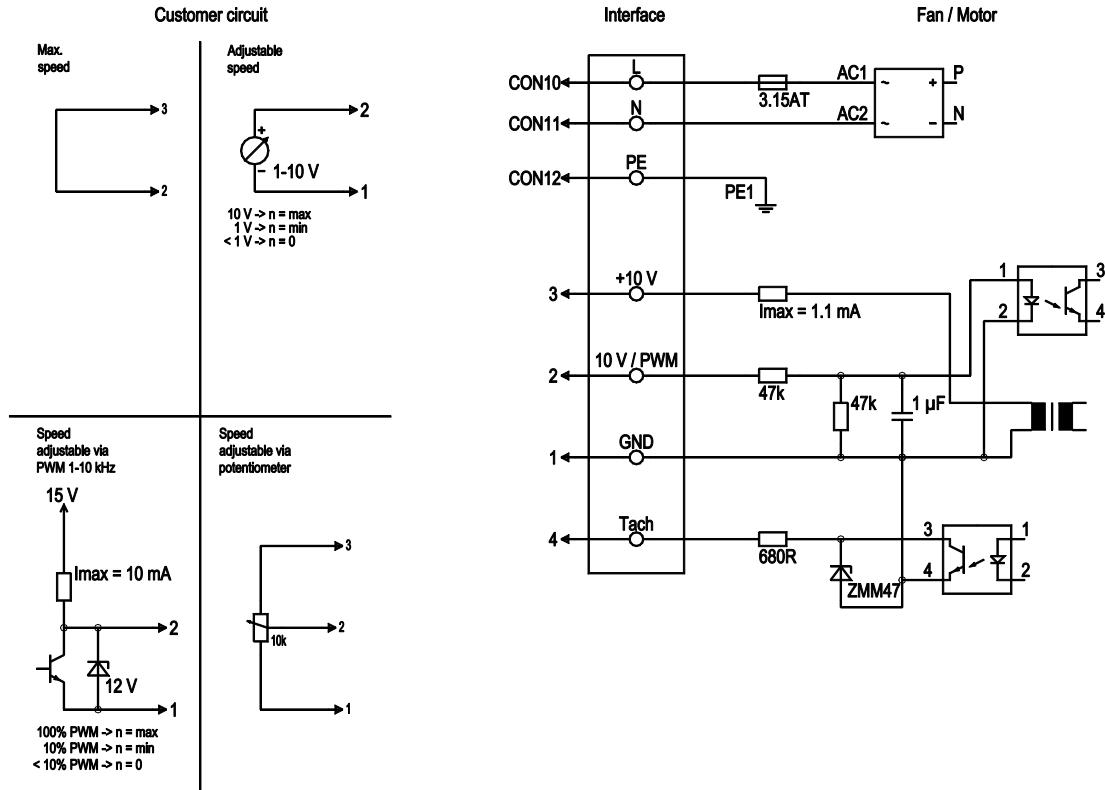 Customer circuit
Interface
Fan / Motor
Max.
speed
3
2
Adjustable
speed
2
+
− 1-10 V
1
10 V -> n = max
1 V -> n = min
< 1 V -> n = 0
Speed
adjustable via
PWM 1-10 kHz
15 V
Imax = 10 mA
2
12 V
1
100% PWM -> n = max
10% PWM -> n = min
< 10% PWM -> n = 0
Speed
adjustable via
potentiometer
3
2
10k
1
L
CON10
3.15AT
AC1
~ + P
N
CON11
AC2
~ − N
PE
CON12
PE1
+10 V
3
Imax = 1.1 mA
1
2
3
4
10 V / PWM
2
47k
47k
1 µF
GND
1
Tach
4
680R
ZMM47
3
4
1
2